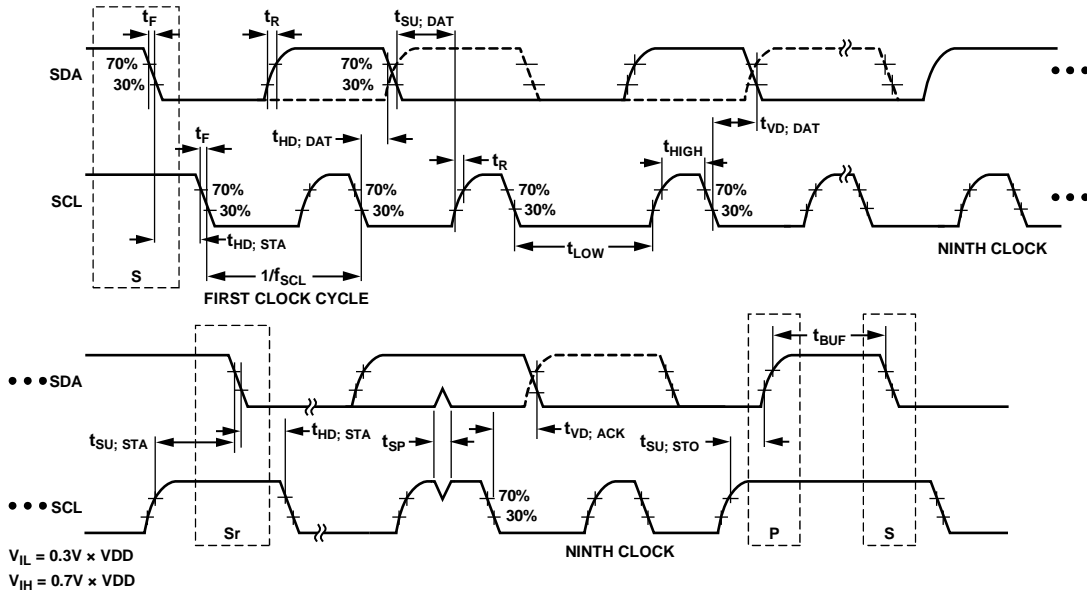 tF
tR
tSU; DAT
SDA
70%
30%
70%
30%
tF
tHD; DAT
tR
tHIGH
tVD; DAT
SCL
70%
30%
70%
30%
70%
30%
70%
30%
tHD; STA
tLOW
NINTH CLOCK
S
1/fSCL
FIRST CLOCK CYCLE
tBUF
SDA
tSU; STA
tHD; STA
tSP
tVD; ACK
tSU; STO
SCL
70%
30%
Sr
NINTH CLOCK
P
S
VIL = 0.3V × VDD
VIH = 0.7V × VDD